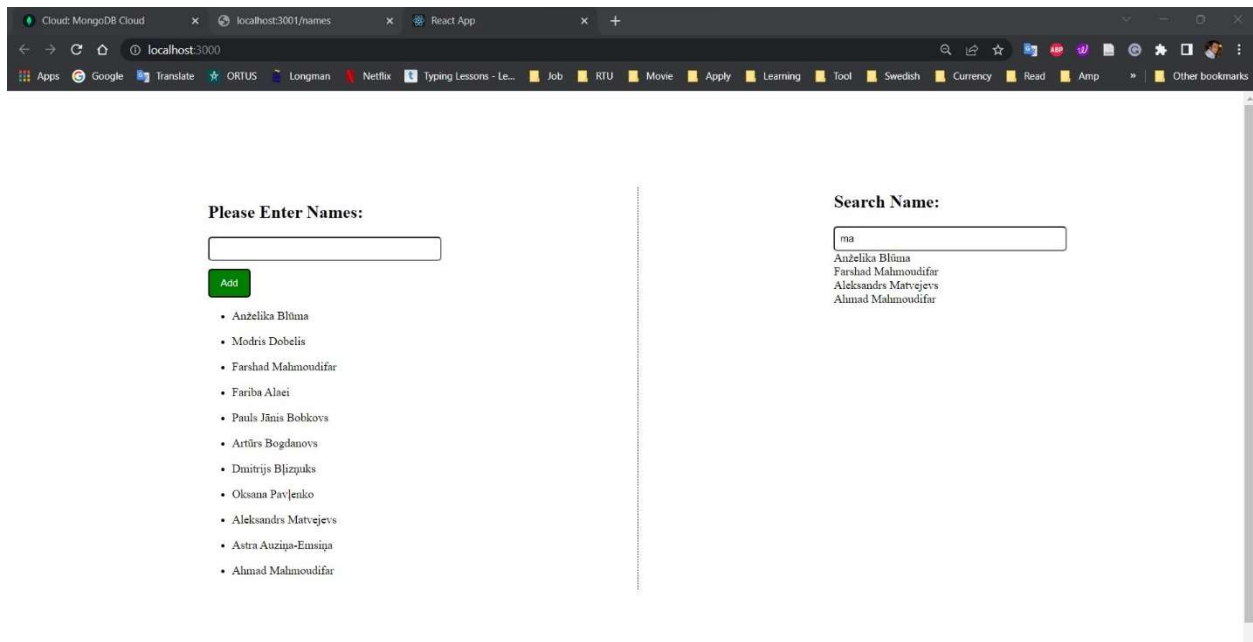 Cloud: MongoDB Cloud
localhost:3001/names
React App
localhost:3000
Apps
Google
Translate
ORTUS
Longman
Netflix
Typing Lessons - Le...
Job
RTU
Movie
Apply
Learning
Tool
Swedish
Currency
Read
Amp
»
Other bookmarks
Please Enter Names:
Add
• Anželika Blūma
• Modris Dobelis
• Farshad Mahmoudifar
• Fariba Alaei
• Pauls Jānis Bobkovs
• Artūrs Bogdanovs
• Dmitrijs Bļizņuks
• Oksana Pavļenko
• Aleksandrs Matvejevs
• Astra Auziņa-Emsiņa
• Ahmad Mahmoudifar
Search Name:
ma
Anželika Blūma
Farshad Mahmoudifar
Aleksandrs Matvejevs
Ahmad Mahmoudifar